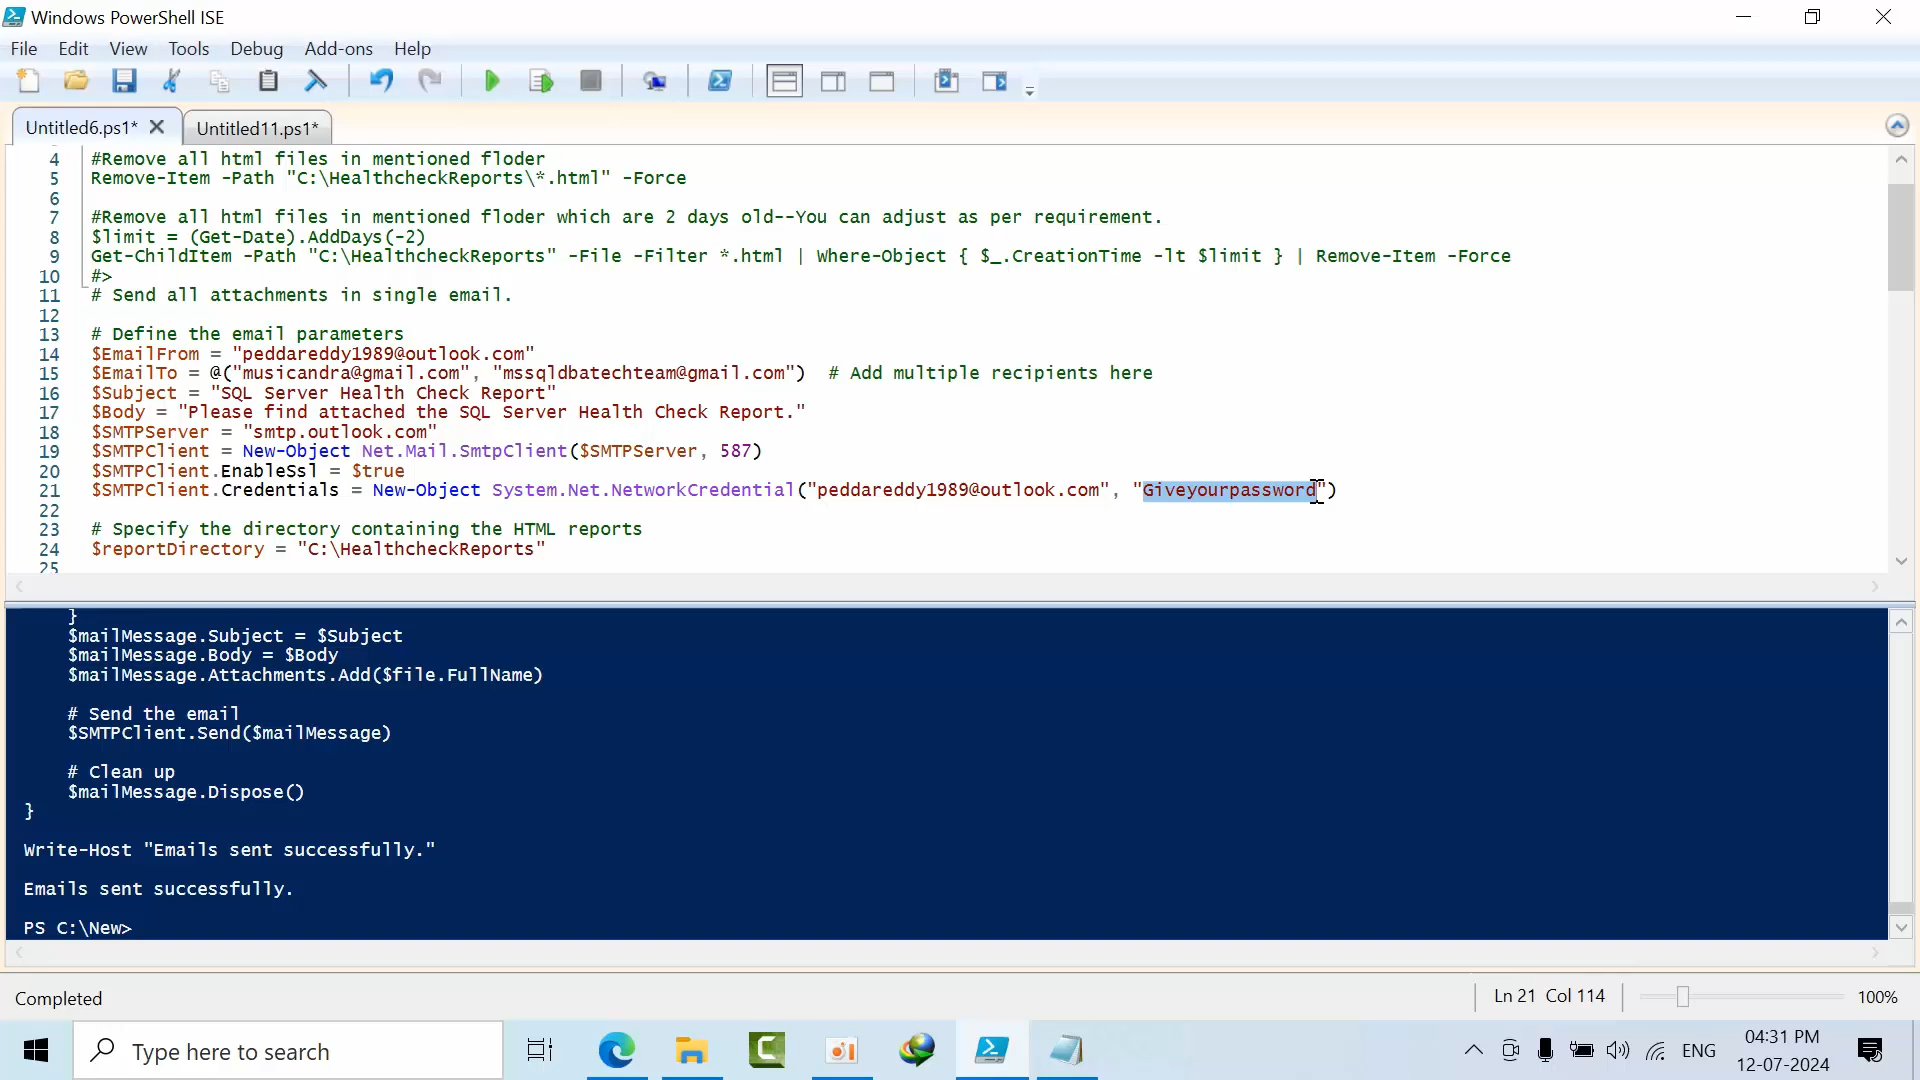 Windows PowerShell ISE
File Edit View Tools Debug Add-ons Help
Untitled6.ps1* Untitled11.ps1*
4 #Remove all html files in mentioned floder
5 Remove-Item -Path "C:\HealthcheckReports\*.html" -Force
6
7 #Remove all html files in mentioned floder which are 2 days old--You can adjust as per requirement.
8 $limit = (Get-Date).AddDays(-2)
9 Get-ChildItem -Path "C:\HealthcheckReports" -File -Filter *.html | Where-Object { $_.CreationTime -lt $limit } | Remove-Item -Force
10 #>
11 # Send all attachments in single email.
12
13 # Define the email parameters
14 $EmailFrom = "peddareddy1989@outlook.com"
15 $EmailTo = @("musicandra@gmail.com", "mssqldbatechteam@gmail.com") # Add multiple recipients here
16 $Subject = "SQL Server Health Check Report"
17 $Body = "Please find attached the SQL Server Health Check Report."
18 $SMTPServer = "smtp.outlook.com"
19 $SMTPClient = New-Object Net.Mail.SmtpClient($SMTPServer, 587)
20 $SMTPClient.EnableSsl = $true
21 $SMTPClient.Credentials = New-Object System.Net.NetworkCredential("peddareddy1989@outlook.com", "Giveyourpassword")
22
23 # Specify the directory containing the HTML reports
24 $reportDirectory = "C:\HealthcheckReports"
25
}
$mailMessage.Subject = $Subject
$mailMessage.Body = $Body
$mailMessage.Attachments.Add($file.FullName)
# Send the email
$SMTPClient.Send($mailMessage)
# Clean up
$mailMessage.Dispose()
}
Write-Host "Emails sent successfully."
Emails sent successfully.
PS C:\New>
Completed Ln 21 Col 114 100%
Type here to search ENG 04:31 PM
12-07-2024